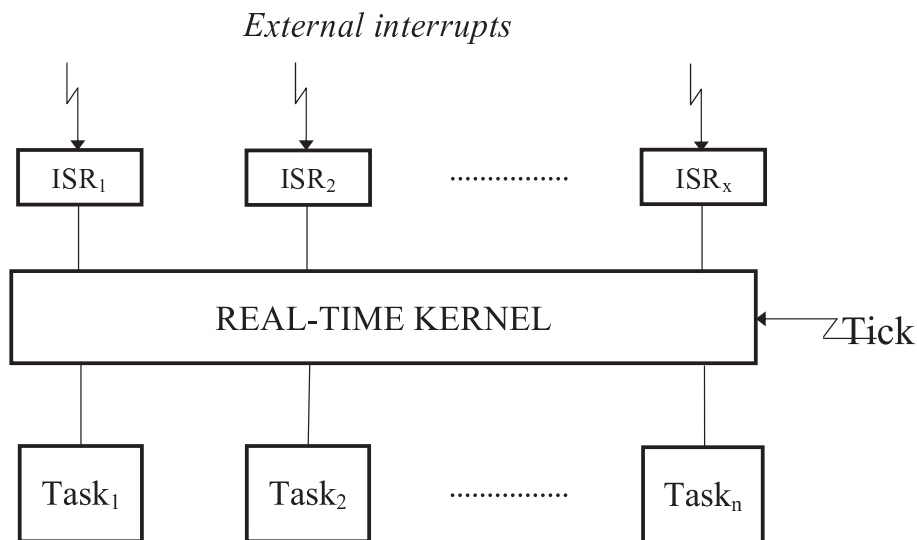 External interrupts
ISR₁ ISR₂ ................ ISRₓ
REAL-TIME KERNEL
Tick
Task₁ Task₂ ................ Taskₙ